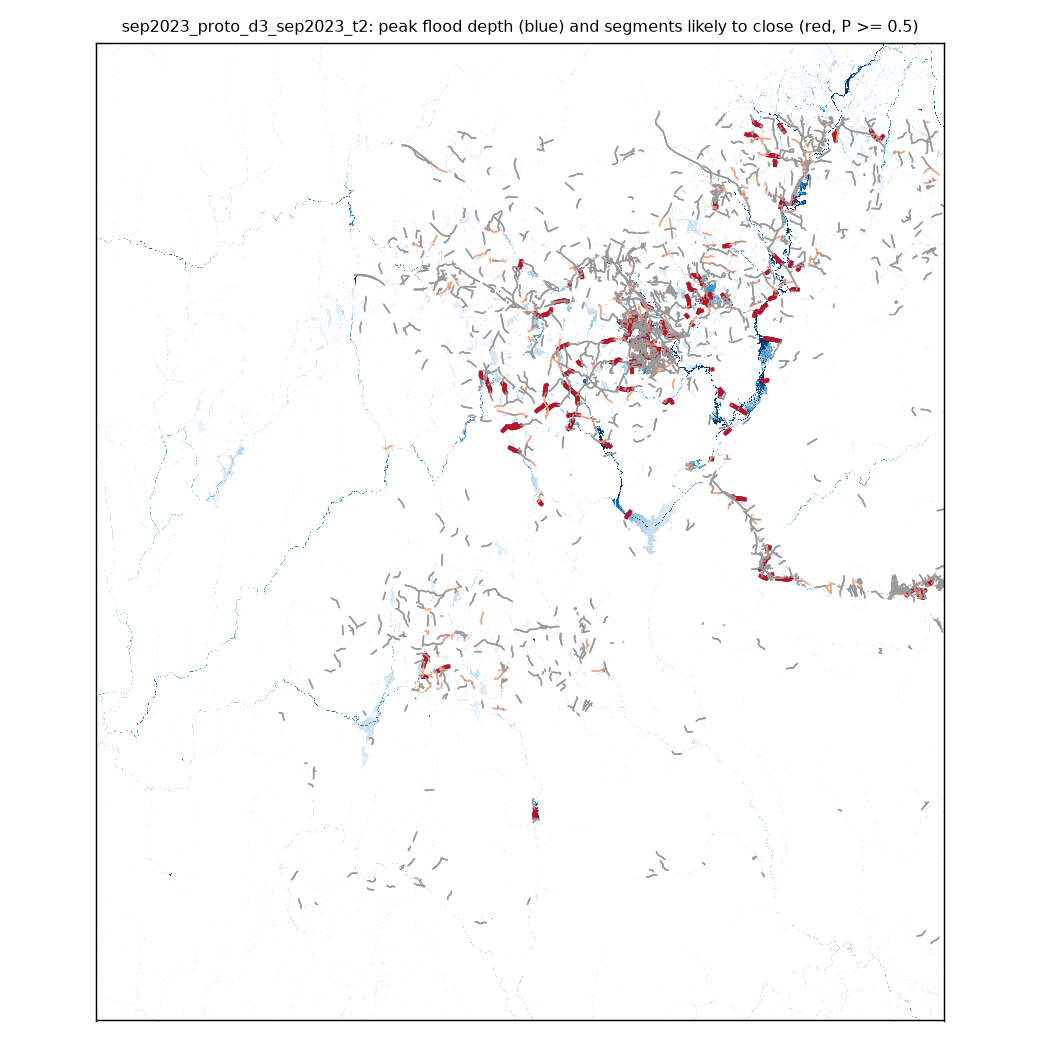 sep2023_proto_d3_sep2023_t2: peak flood depth (blue) and segments likely to close (red, P >= 0.5)